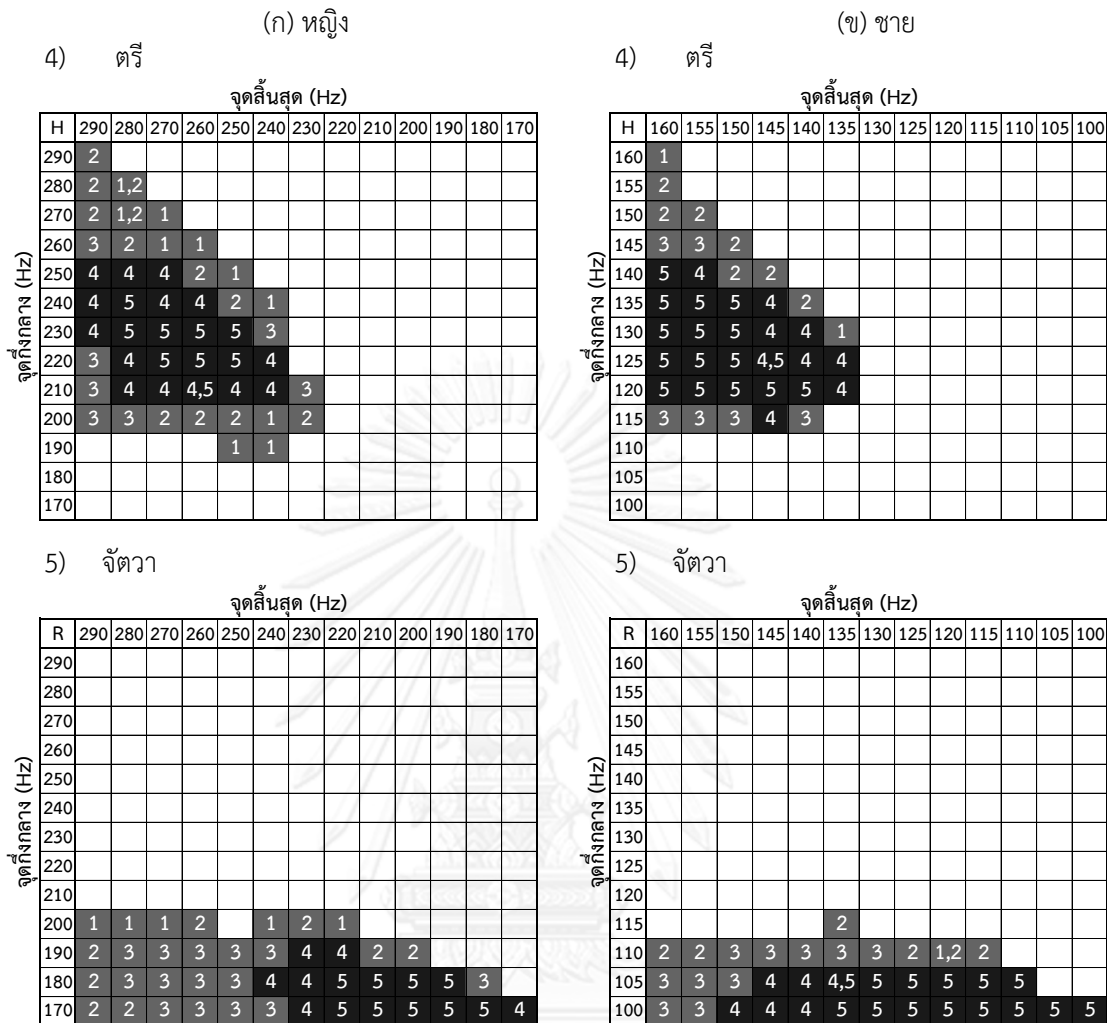 (ก) หญิง (ข) ชาย
4) ตรี
จุดสิ้นสุด (Hz)
จุดกึ่งกลาง (Hz)
H 290 280 270 260 250 240 230 220 210 200 190 180 170
290 2
280 2 1,2
270 2 1,2 1
260 3 2 1 1
250 4 4 4 2 1
240 4 5 4 4 2 1
230 4 5 5 5 5 3
220 3 4 5 5 5 4
210 3 4 4 4,5 4 4 3
200 3 3 2 2 2 1 2
190 1 1
180
170
4) ตรี
จุดสิ้นสุด (Hz)
จุดกึ่งกลาง (Hz)
H 160 155 150 145 140 135 130 125 120 115 110 105 100
160 1
155 2
150 2 2
145 3 3 2
140 5 4 2 2
135 5 5 5 4 2
130 5 5 5 4 4 1
125 5 5 5 4,5 4 4
120 5 5 5 5 5 4
115 3 3 3 4 3
110
105
100
5) จัตวา
จุดสิ้นสุด (Hz)
จุดกึ่งกลาง (Hz)
R 290 280 270 260 250 240 230 220 210 200 190 180 170
290
280
270
260
250
240
230
220
210
200 1 1 1 2 1 2 1
190 2 3 3 3 3 3 4 4 2 2
180 2 3 3 3 3 4 4 5 5 5 5 3
170 2 2 3 3 3 3 4 5 5 5 5 5 4
5) จัตวา
จุดสิ้นสุด (Hz)
จุดกึ่งกลาง (Hz)
R 160 155 150 145 140 135 130 125 120 115 110 105 100
160
155
150
145
140
135
130
125
120
115 2
110 2 2 3 3 3 3 3 2 1,2 2
105 3 3 3 4 4 4,5 5 5 5 5 5
100 3 3 4 4 4 5 5 5 5 5 5 5 5